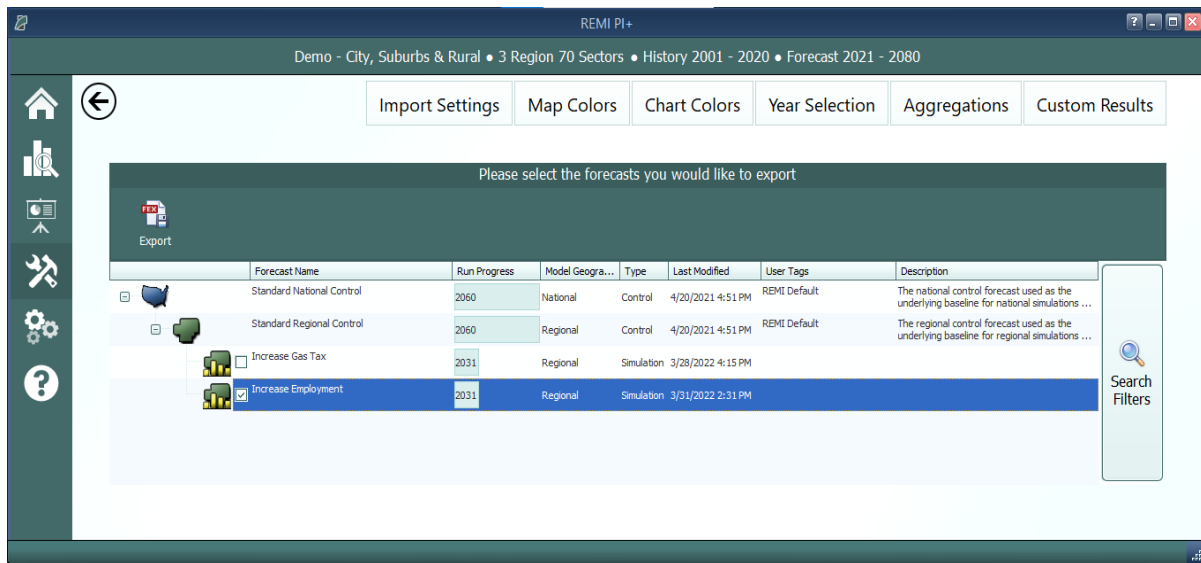 REMI PI+
Demo - City, Suburbs & Rural ● 3 Region 70 Sectors ● History 2001 - 2020 ● Forecast 2021 - 2080
Import Settings Map Colors Chart Colors Year Selection Aggregations Custom Results
Please select the forecasts you would like to export
FEX
Export
Forecast Name Run Progress Model Geogra... Type Last Modified User Tags Description
Standard National Control 2060 National Control 4/20/2021 4:51 PM REMI Default The national control forecast used as the
underlying baseline for national simulations ...
Standard Regional Control 2060 Regional Control 4/20/2021 4:51 PM REMI Default The regional control forecast used as the
underlying baseline for regional simulations ...
Increase Gas Tax 2031 Regional Simulation 3/28/2022 4:15 PM
Increase Employment 2031 Regional Simulation 3/31/2022 2:31 PM
Search
Filters